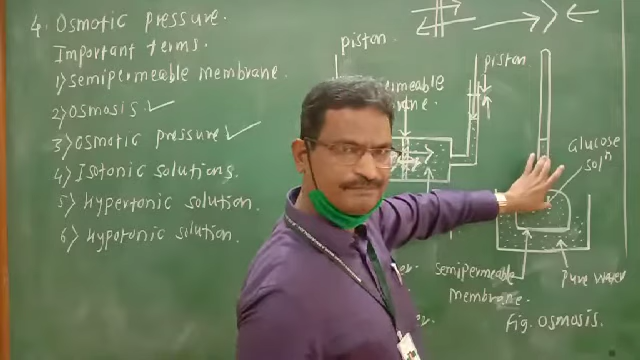 4. Osmotic pressure.
Important terms.
1) semipermeable membrane.
2) osmosis
3) osmotic pressure
4) Isotonic solutions
5) Hypertonic solution
6) Hypotonic solution.
piston
piston
Glucose
solⁿ
semipermeable
membrane.
pure water
Fig. osmosis.